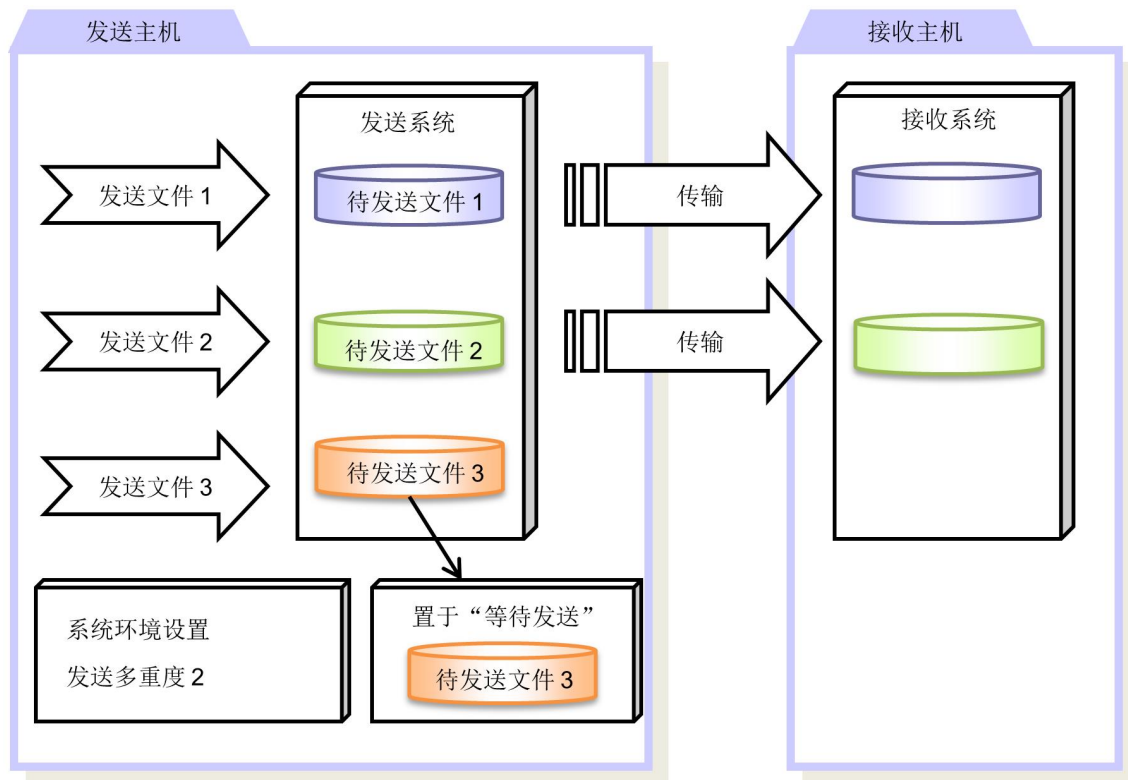 发送主机
接收主机
发送系统
接收系统
发送文件 1
待发送文件 1
传输
发送文件 2
待发送文件 2
传输
发送文件 3
待发送文件 3
系统环境设置
发送多重度 2
置于“等待发送”
待发送文件 3